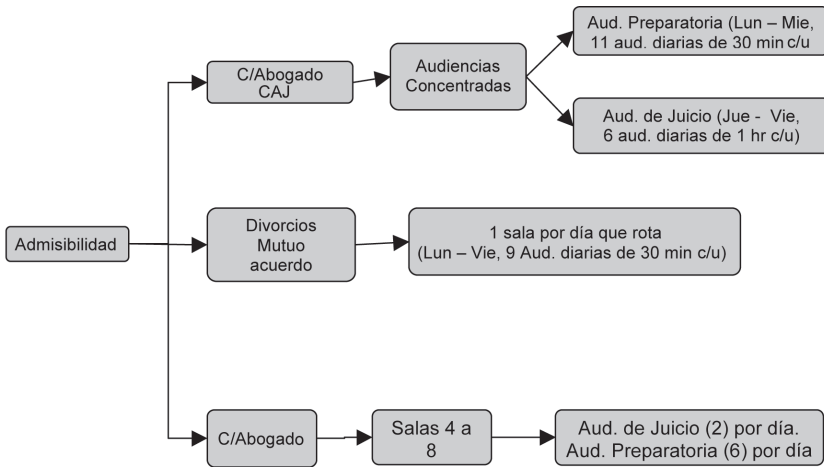 Admisibilidad
C/Abogado
CAJ
Audiencias
Concentradas
Aud. Preparatoria (Lun – Mie,
11 aud. diarias de 30 min c/u
Aud. de Juicio (Jue - Vie,
6 aud. diarias de 1 hr c/u)
Divorcios
Mutuo
acuerdo
1 sala por día que rota
(Lun – Vie, 9 Aud. diarias de 30 min c/u)
C/Abogado
Salas 4 a
8
Aud. de Juicio (2) por día.
Aud. Preparatoria (6) por día